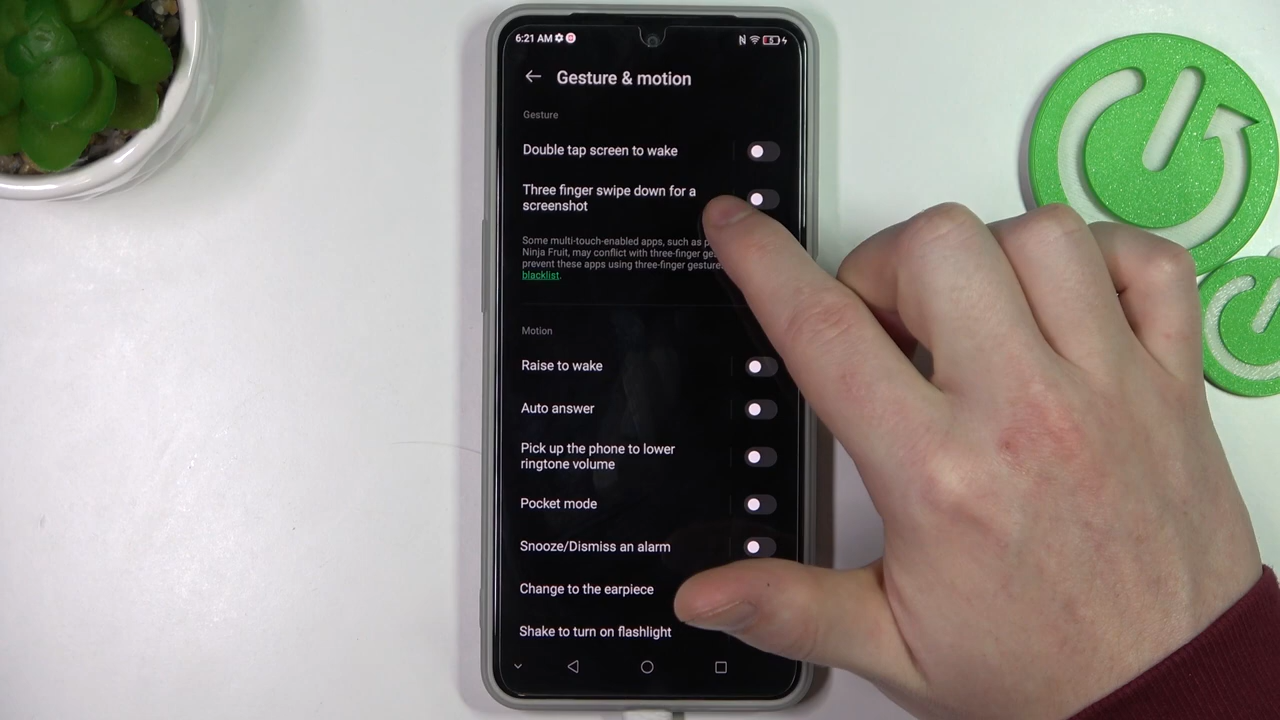 6:21 AM
N 5
Gesture & motion
Gesture
Double tap screen to wake
Three finger swipe down for a
screenshot
Some multi-touch-enabled apps, such as
Ninja Fruit, may conflict with three-finger
prevent these apps using three-finger
blacklist.
Motion
Raise to wake
Auto answer
Pick up the phone to lower
ringtone volume
Pocket mode
Snooze/Dismiss an alarm
Change to the earpiece
Shake to turn on flashlight